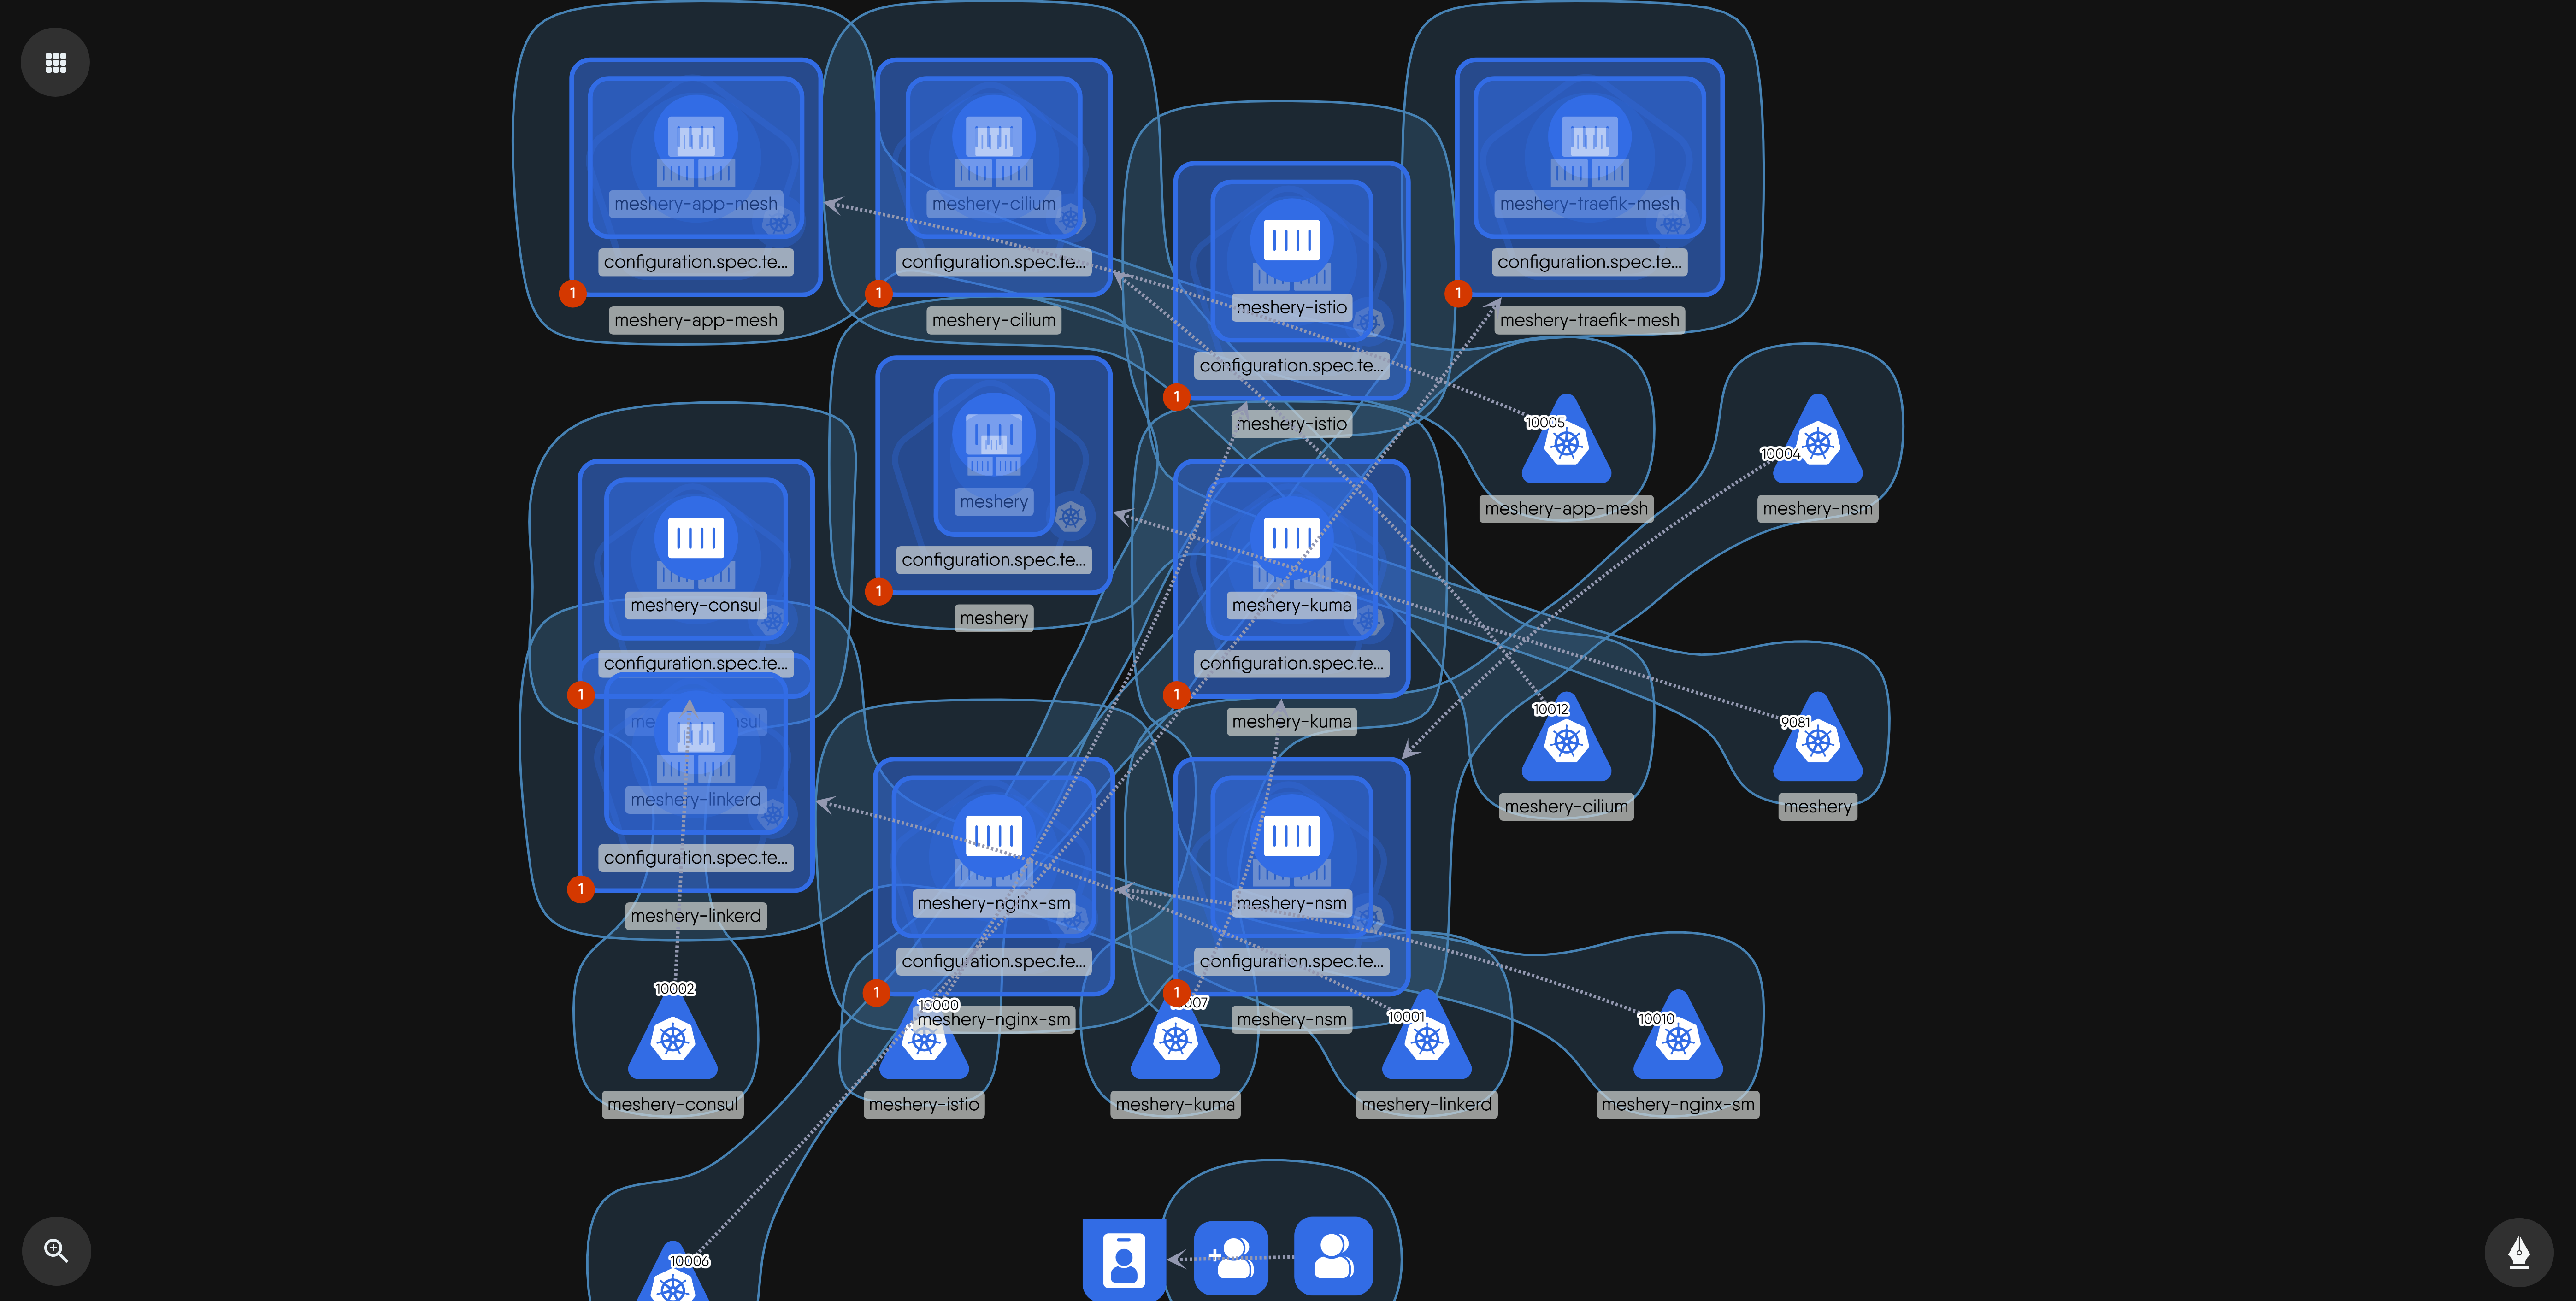 meshery-app-mesh
configuration.spec.te...
1
meshery-app-mesh
meshery-cilium
configuration.spec.te...
1
meshery-cilium
meshery-istio
configuration.spec.te...
1
meshery-istio
meshery-traefik-mesh
configuration.spec.te...
1
meshery-traefik-mesh
meshery
configuration.spec.te...
1
meshery
10005
meshery-app-mesh
10004
meshery-nsm
meshery-consul
configuration.spec.te...
1
meshery-kuma
configuration.spec.te...
1
meshery-kuma
10012
meshery-cilium
9081
meshery
meshery-linkerd
configuration.spec.te...
1
meshery-linkerd
meshery-nginx-sm
configuration.spec.te...
1
meshery-nginx-sm
meshery-nsm
configuration.spec.te...
1
meshery-nsm
10002
meshery-consul
10000
meshery-istio
meshery-kuma
10001
meshery-linkerd
10010
meshery-nginx-sm
10006